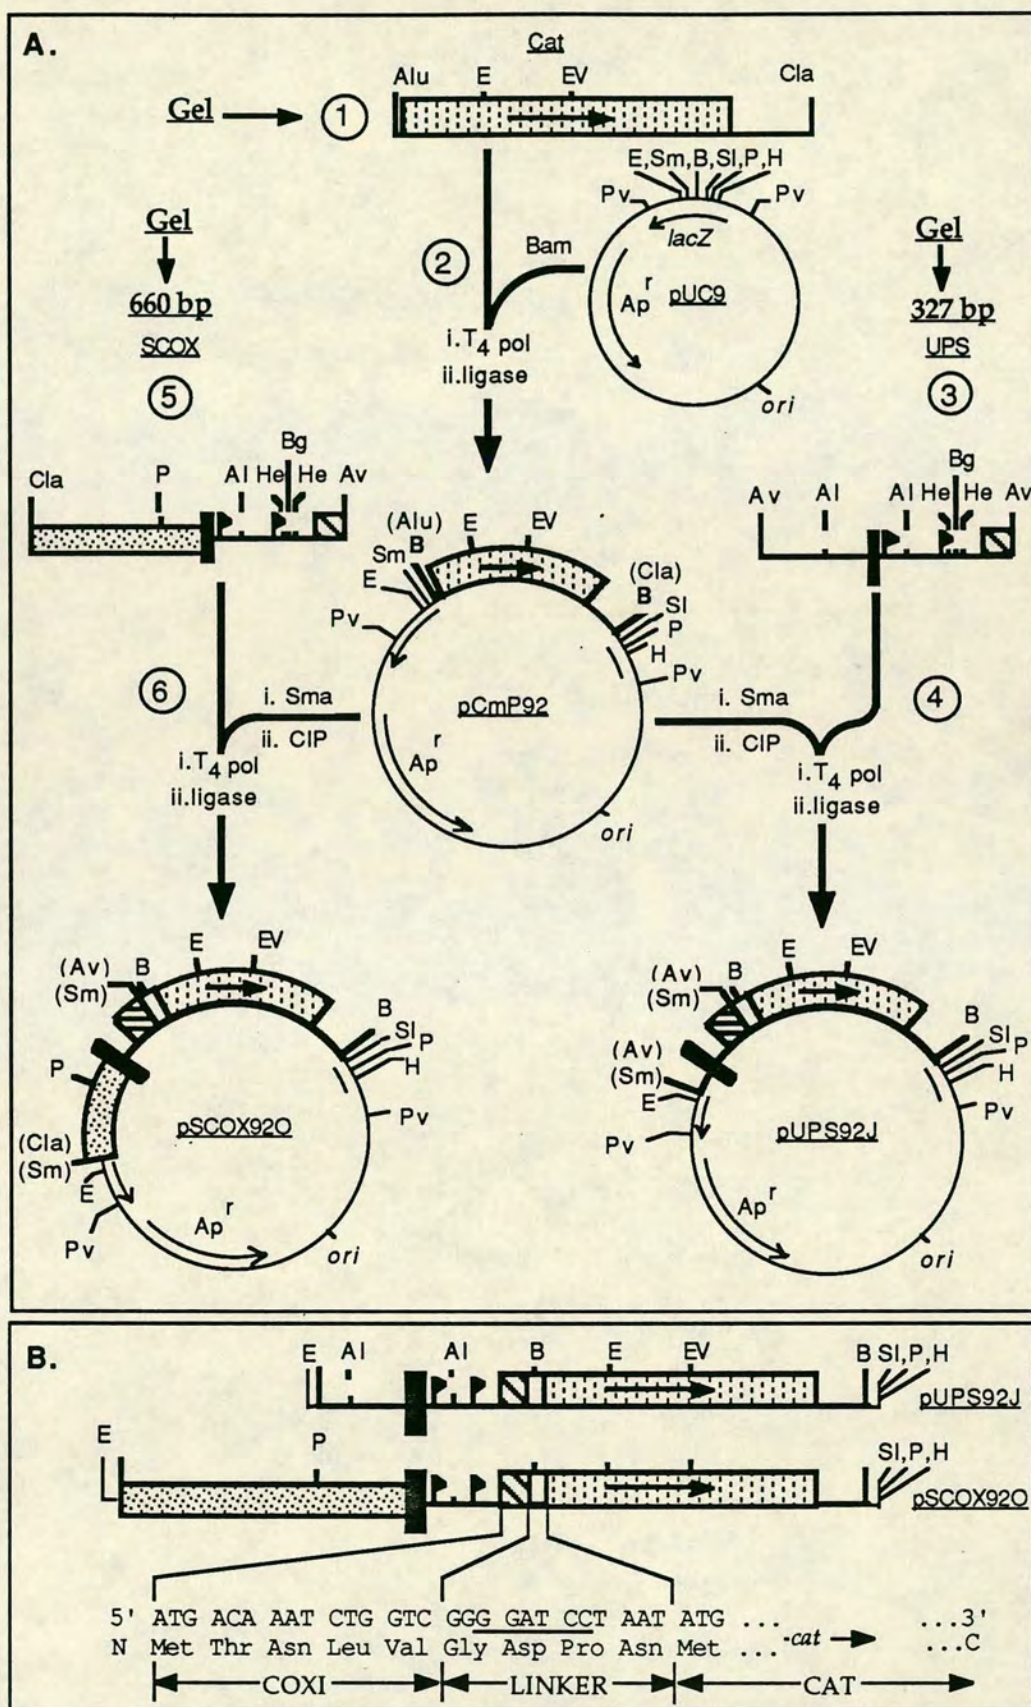 A.
Cat
Alu E EV Cla
Gel
1
E,Sm,B,Sl,P,H
Pv Pv
lacZ
Gel
Gel
2
Bam
Ap r
pUC9
660 bp
327 bp
i.T4 pol
ii.ligase
SCOX
UPS
5
ori
3
Bg
Cla P Al He He Av
Bg
Av Al Al He He Av
(Alu)
B E EV
Sm
E
(Cla)
B
Sl
P
H
Pv
Pv
6
i. Sma
ii. CIP
pCmP92
i. Sma
ii. CIP
4
Ap r
i.T4 pol
ii.ligase
i.T4 pol
ii.ligase
ori
(Av) B E EV
(Sm)
B
Sl
P
H
P
pSCOX92O
Pv
(Cla)
(Sm)
E
Ap r
Pv
ori
(Av) B E EV
(Sm)
(Av)
(Sm)
E
B
Sl
P
H
Pv
pUPS92J
Pv
Ap r
ori
B.
E Al Al B E EV B Sl,P,H
pUPS92J
E P Sl,P,H
pSCOX92O
5' ATG ACA AAT CTG GTC GGG GAT CCT AAT ATG ... ...3'
N Met Thr Asn Leu Val Gly Asp Pro Asn Met ... -cat ...C
COXI LINKER CAT